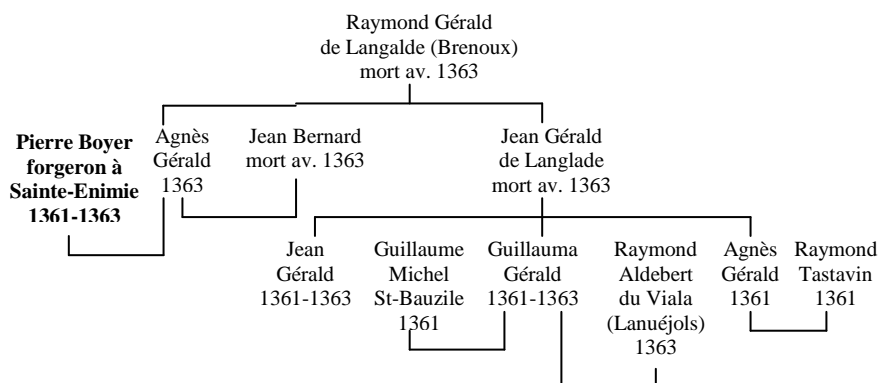 Raymond Gérald
de Langalde (Brenoux)
mort av. 1363
Pierre Boyer
forgeron à
Sainte-Enimie
1361-1363
Agnès
Gérald
1363
Jean Bernard
mort av. 1363
Jean Gérald
de Langlade
mort av. 1363
Jean
Gérald
1361-1363
Guillaume
Michel
St-Bauzile
1361
Guillauma
Gérald
1361-1363
Raymond
Aldebert
du Viala
(Lanuéjols)
1363
Agnès
Gérald
1361
Raymond
Tastavin
1361